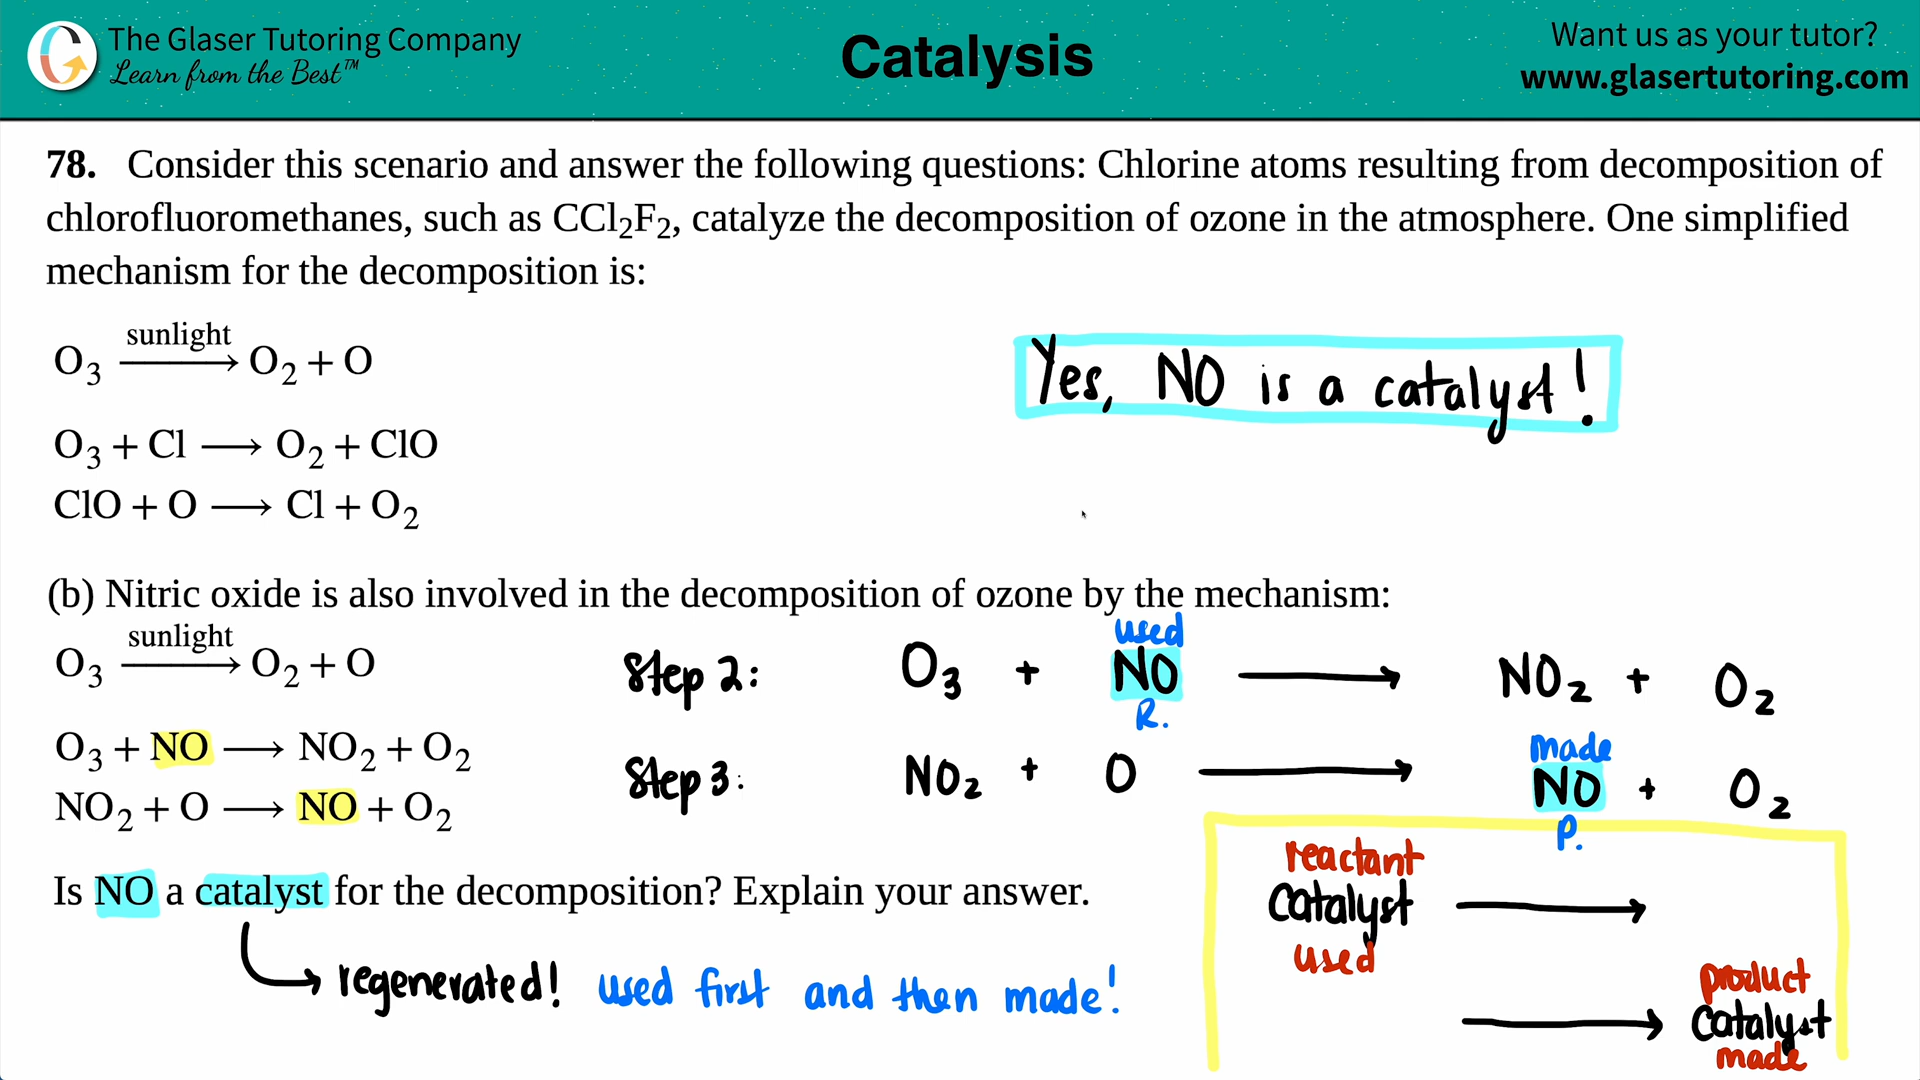 The Glaser Tutoring Company
Learn from the Best™
Catalysis
Want us as your tutor?
www.glasertutoring.com
78. Consider this scenario and answer the following questions: Chlorine atoms resulting from decomposition of
chlorofluoromethanes, such as CCl₂F₂, catalyze the decomposition of ozone in the atmosphere. One simplified
mechanism for the decomposition is:
sunlight
O₃ ⟶ O₂ + O
Yes, NO is a catalyst!
O₃ + Cl ⟶ O₂ + ClO
ClO + O ⟶ Cl + O₂
(b) Nitric oxide is also involved in the decomposition of ozone by the mechanism:
sunlight
O₃ ⟶ O₂ + O
used
Step 2: O₃ + NO ⟶ NO₂ + O₂
R.
O₃ + NO ⟶ NO₂ + O₂
made
Step 3: NO₂ + O ⟶ NO + O₂
P.
NO₂ + O ⟶ NO + O₂
Is NO a catalyst for the decomposition? Explain your answer.
regenerated! used first and then made!
reactant
Catalyst ⟶
used
product
⟶ Catalyst
made